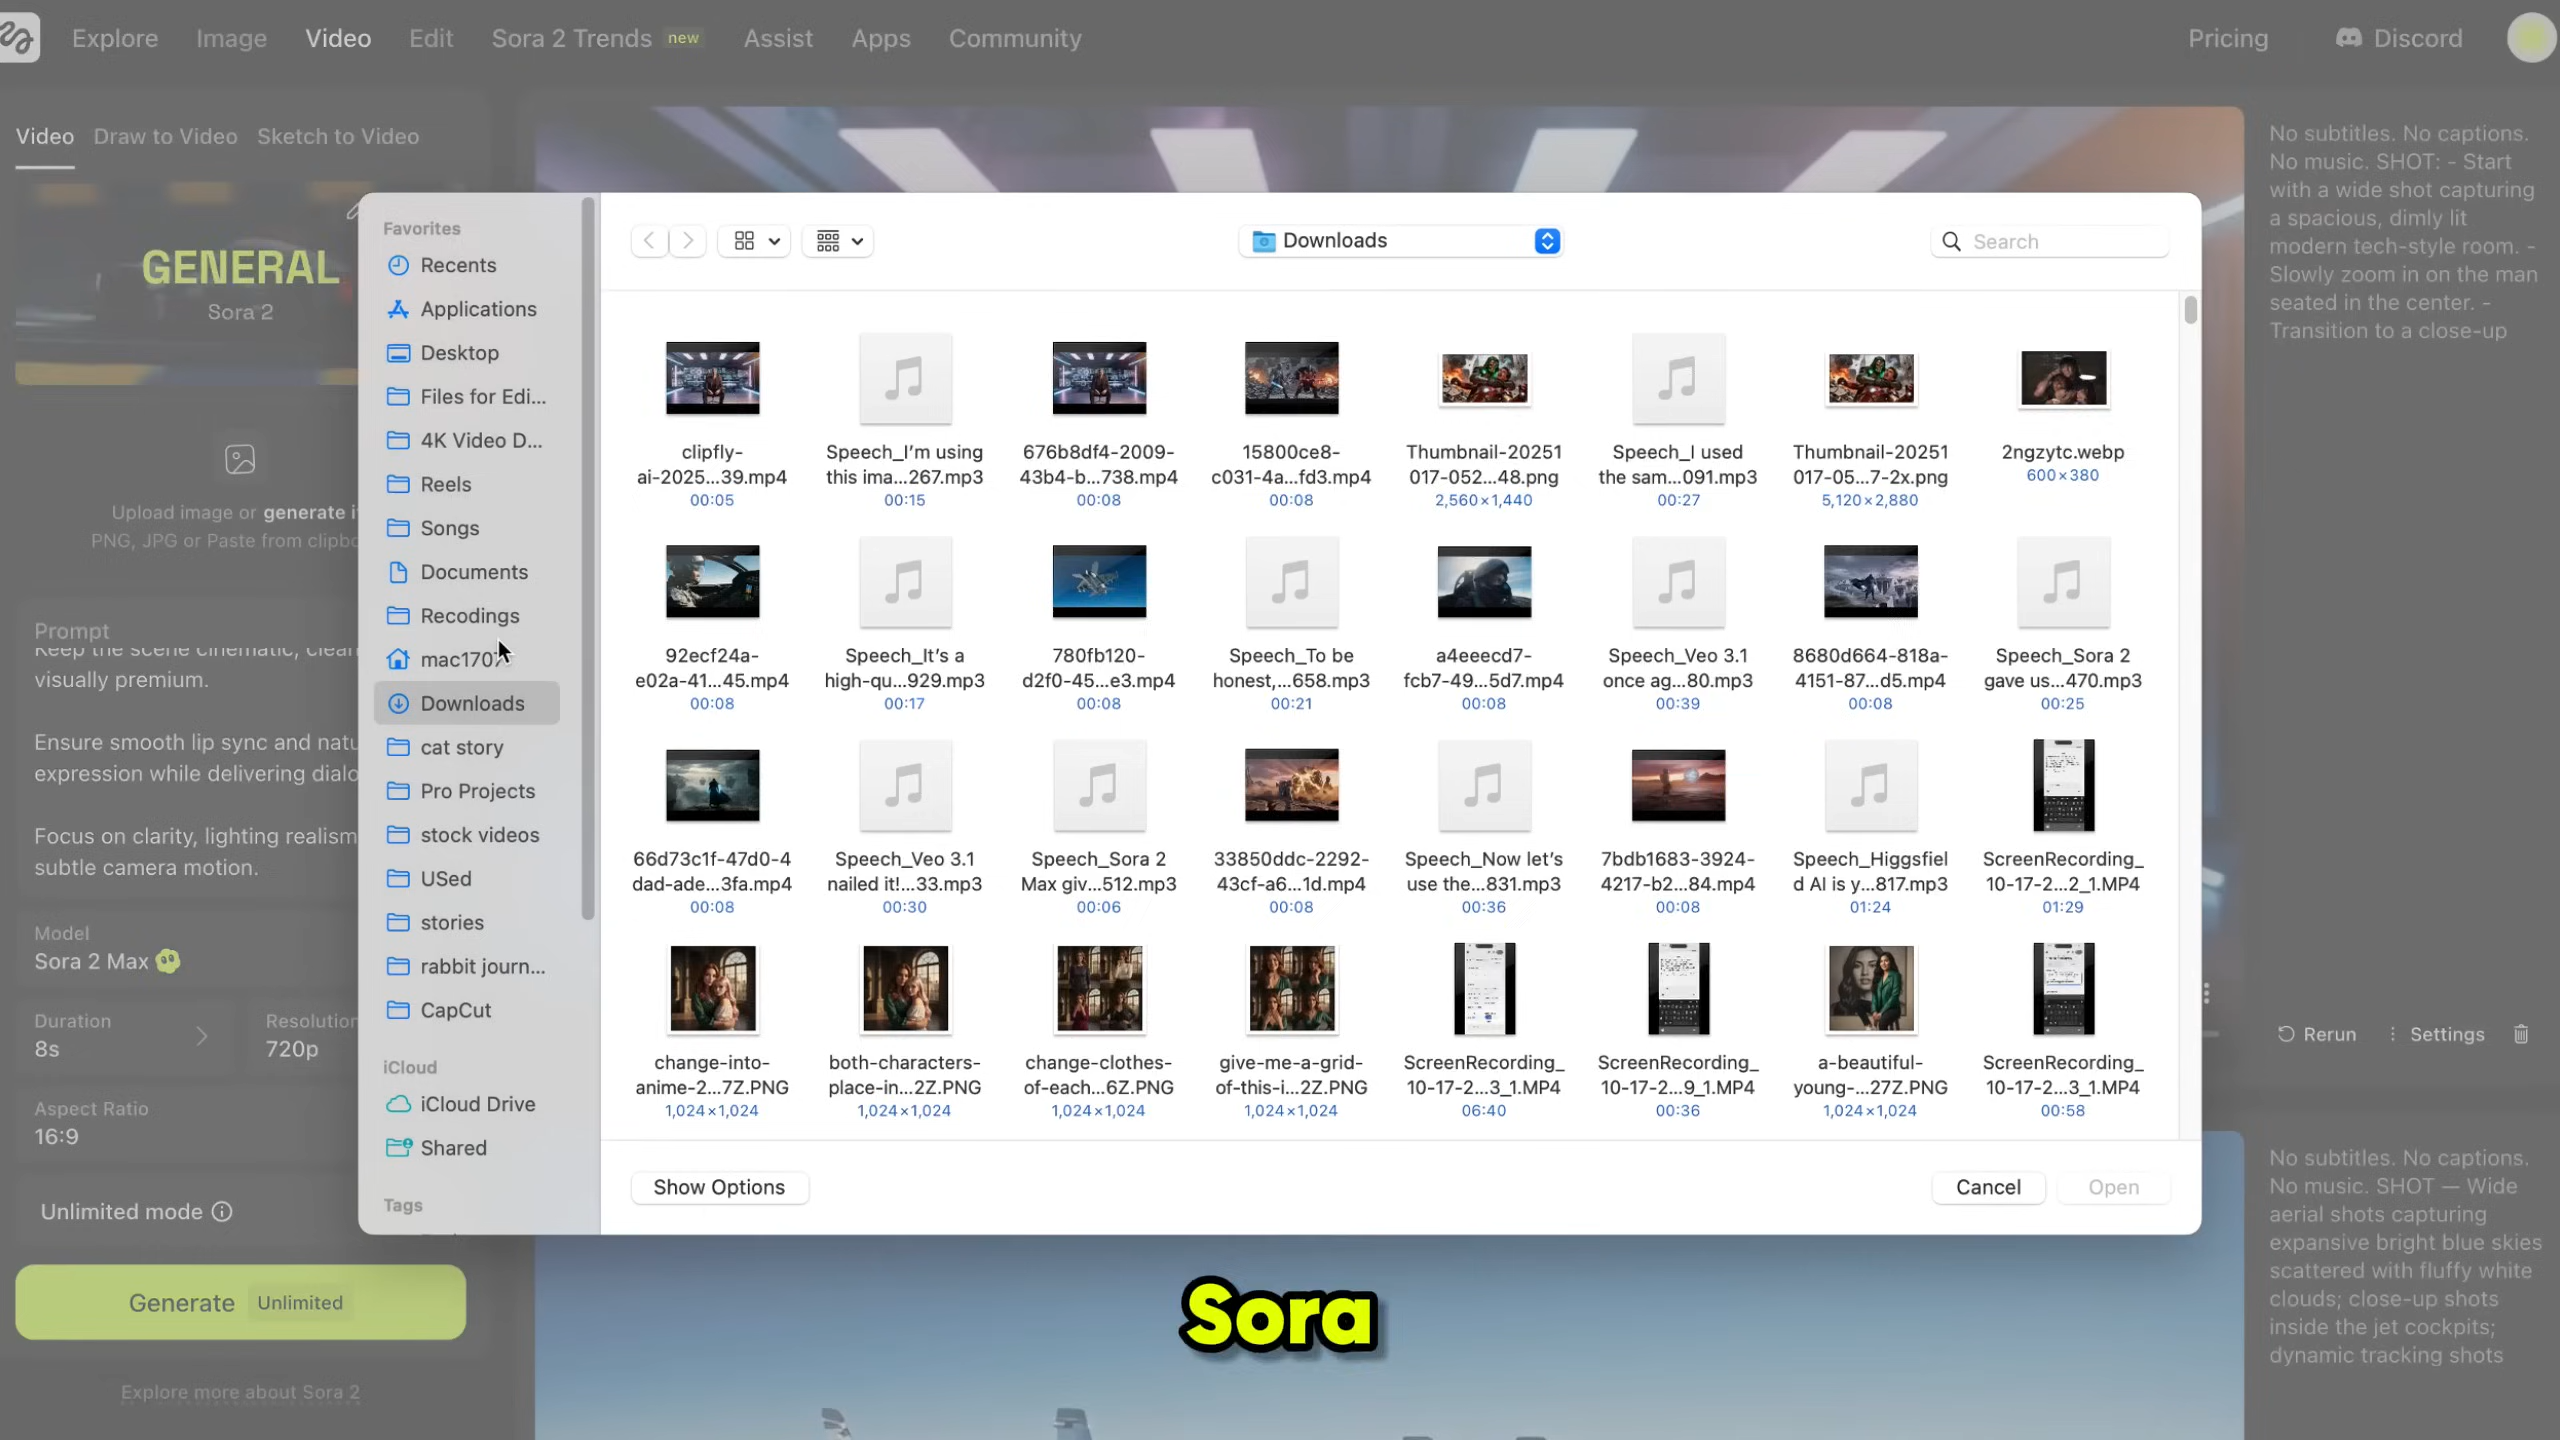 Explore
Image
Video
Edit
Sora 2 Trends new
Assist
Apps
Community
Pricing
Discord
Video
Draw to Video
Sketch to Video
GENERAL
Sora 2
Upload image or generate i
PNG, JPG or Paste from clipbo
Prompt
Keep the scene cinematic, clean
visually premium.
Ensure smooth lip sync and natu
expression while delivering dialo
Focus on clarity, lighting realism
subtle camera motion.
Model
Sora 2 Max
Duration
8s
Resolution
720p
Aspect Ratio
16:9
Unlimited mode
Generate Unlimited
Explore more about Sora 2
Favorites
Recents
Applications
Desktop
Files for Edi...
4K Video D...
Reels
Songs
Documents
Recodings
mac1707
Downloads
cat story
Pro Projects
stock videos
USed
stories
rabbit journ...
CapCut
iCloud
iCloud Drive
Shared
Tags
Downloads
Search
clipfly-
ai-2025...39.mp4
00:05
Speech_I'm using
this ima...267.mp3
00:15
676b8df4-2009-
43b4-b...738.mp4
00:08
15800ce8-
c031-4a...fd3.mp4
00:08
Thumbnail-20251
017-052...48.png
2,560×1,440
Speech_I used
the sam...091.mp3
00:27
Thumbnail-20251
017-05...7-2x.png
5,120×2,880
2ngzytc.webp
600×380
92ecf24a-
e02a-41...45.mp4
00:08
Speech_It's a
high-qu...929.mp3
00:17
780fb120-
d2f0-45...e3.mp4
00:08
Speech_To be
honest,...658.mp3
00:21
a4eeecd7-
fcb7-49...5d7.mp4
00:08
Speech_Veo 3.1
once ag...80.mp3
00:39
8680d664-818a-
4151-87...d5.mp4
00:08
Speech_Sora 2
gave us...470.mp3
00:25
66d73c1f-47d0-4
dad-ade...3fa.mp4
00:08
Speech_Veo 3.1
nailed it!...33.mp3
00:30
Speech_Sora 2
Max giv...512.mp3
00:06
33850ddc-2292-
43cf-a6...1d.mp4
00:08
Speech_Now let's
use the...831.mp3
00:36
7bdb1683-3924-
4217-b2...84.mp4
00:08
Speech_Higgsfiel
d AI is y...817.mp3
01:24
ScreenRecording_
10-17-2...2_1.MP4
01:29
change-into-
anime-2...7Z.PNG
1,024×1,024
both-characters-
place-in...2Z.PNG
1,024×1,024
change-clothes-
of-each...6Z.PNG
1,024×1,024
give-me-a-grid-
of-this-i...2Z.PNG
1,024×1,024
ScreenRecording_
10-17-2...3_1.MP4
06:40
ScreenRecording_
10-17-2...9_1.MP4
00:36
a-beautiful-
young-...27Z.PNG
1,024×1,024
ScreenRecording_
10-17-2...3_1.MP4
00:58
Show Options
Cancel
Open
No subtitles. No captions.
No music. SHOT: - Start
with a wide shot capturing
a spacious, dimly lit
modern tech-style room. -
Slowly zoom in on the man
seated in the center. -
Transition to a close-up
Rerun
Settings
No subtitles. No captions.
No music. SHOT — Wide
aerial shots capturing
expansive bright blue skies
scattered with fluffy white
clouds; close-up shots
inside the jet cockpits;
dynamic tracking shots
Sora